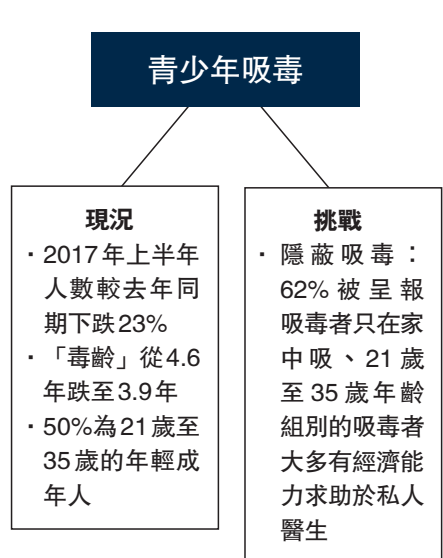 青少年吸毒
現況
·2017年上半年
人數較去年同
期下跌23%
·「毒齡」從4.6
年跌至3.9年
·50%為21歲至
35歲的年輕成
年人
挑戰
·隱蔽吸毒：
62%被呈報
吸毒者只在家
中吸、21歲
至35歲年齡
組別的吸毒者
大多有經濟能
力求助於私人
醫生